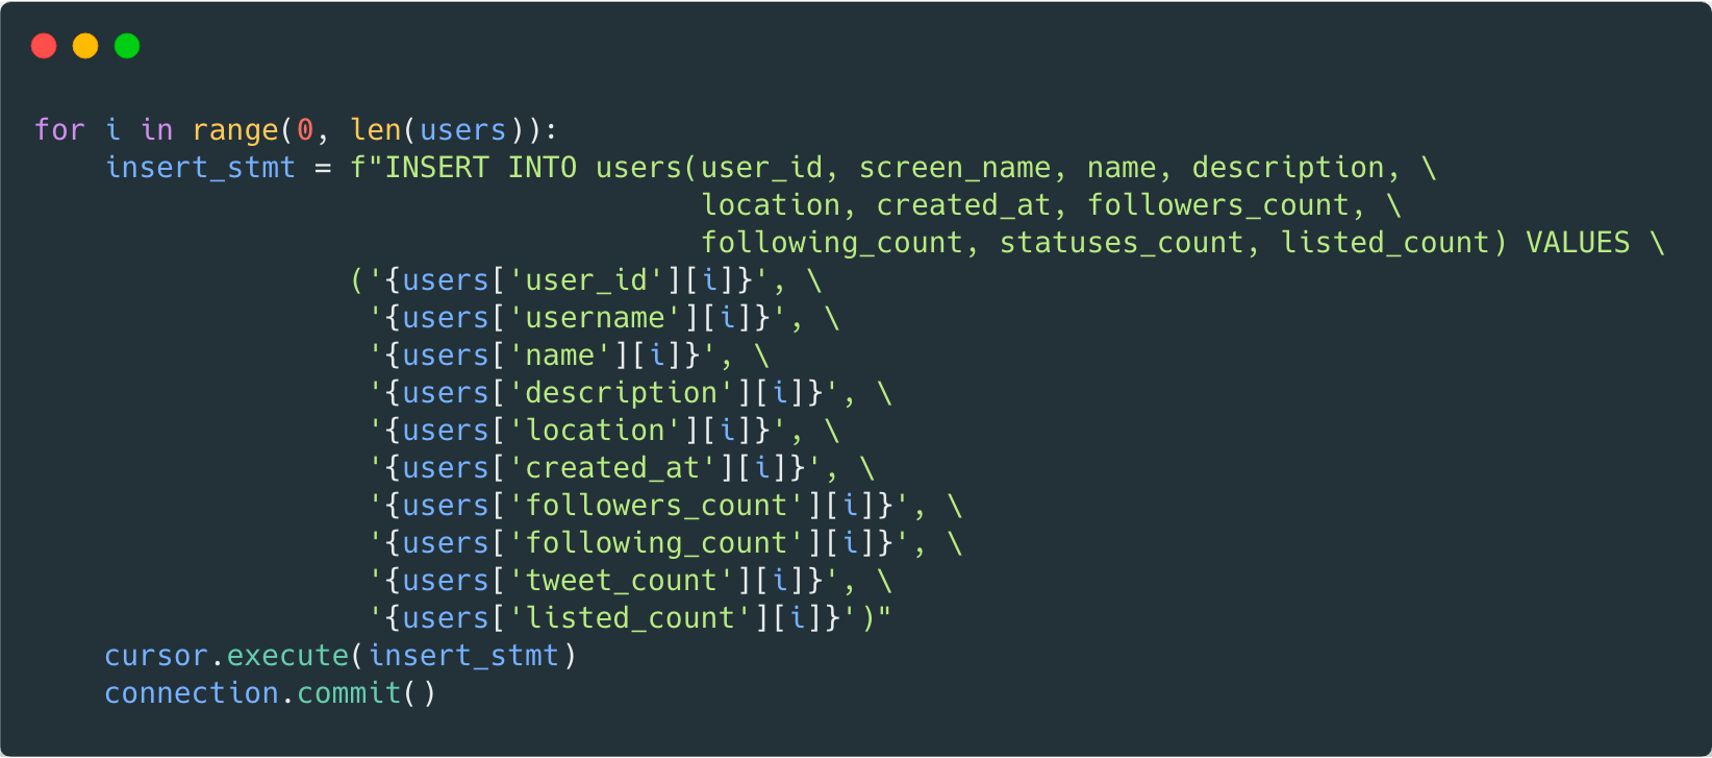 for i in range(0, len(users)):
    insert_stmt = f"INSERT INTO users(user_id, screen_name, name, description, \
                                      location, created_at, followers_count, \
                                      following_count, statuses_count, listed_count) VALUES \
                  ('{users['user_id'][i]}', \
                   '{users['username'][i]}', \
                   '{users['name'][i]}', \
                   '{users['description'][i]}', \
                   '{users['location'][i]}', \
                   '{users['created_at'][i]}', \
                   '{users['followers_count'][i]}', \
                   '{users['following_count'][i]}', \
                   '{users['tweet_count'][i]}', \
                   '{users['listed_count'][i]}')"
    cursor.execute(insert_stmt)
    connection.commit()